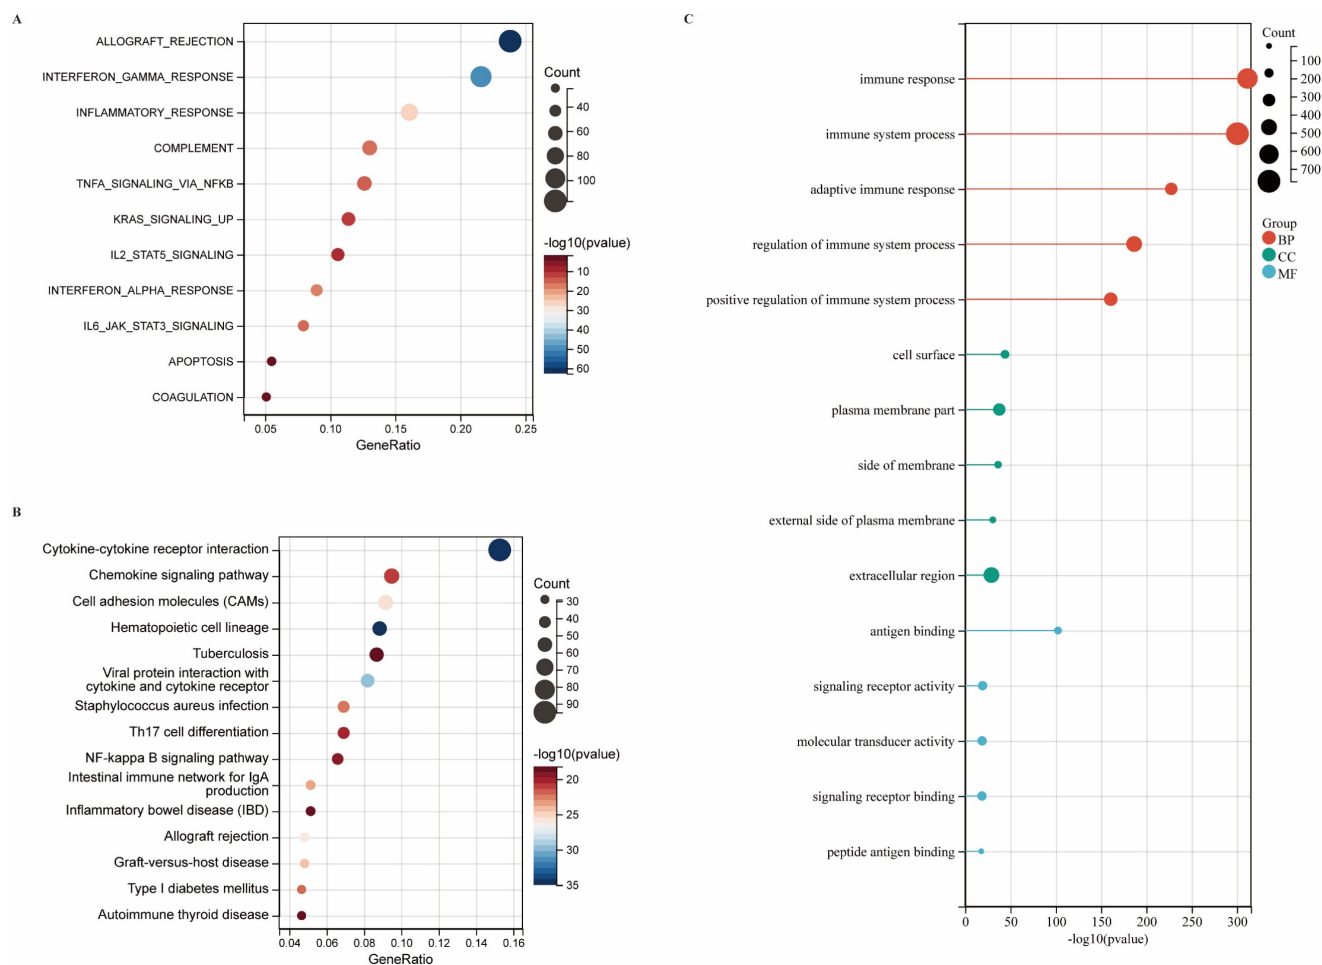 A
ALLOGRAFT_REJECTION
INTERFERON_GAMMA_RESPONSE
INFLAMMATORY_RESPONSE
COMPLEMENT
TNFA_SIGNALING_VIA_NFKB
KRAS_SIGNALING_UP
IL2_STAT5_SIGNALING
INTERFERON_ALPHA_RESPONSE
IL6_JAK_STAT3_SIGNALING
APOPTOSIS
COAGULATION
0.05 0.10 0.15 0.20 0.25
GeneRatio
Count
40
60
80
100
-log10(pvalue)
10
20
30
40
50
60
B
Cytokine-cytokine receptor interaction
Chemokine signaling pathway
Cell adhesion molecules (CAMs)
Hematopoietic cell lineage
Tuberculosis
Viral protein interaction with
cytokine and cytokine receptor
Staphylococcus aureus infection
Th17 cell differentiation
NF-kappa B signaling pathway
Intestinal immune network for IgA
production
Inflammatory bowel disease (IBD)
Allograft rejection
Graft-versus-host disease
Type I diabetes mellitus
Autoimmune thyroid disease
0.04 0.06 0.08 0.10 0.12 0.14 0.16
GeneRatio
Count
30
40
50
60
70
80
90
-log10(pvalue)
20
25
30
35
C
immune response
immune system process
adaptive immune response
regulation of immune system process
positive regulation of immune system process
cell surface
plasma membrane part
side of membrane
external side of plasma membrane
extracellular region
antigen binding
signaling receptor activity
molecular transducer activity
signaling receptor binding
peptide antigen binding
0 50 100 150 200 250 300
-log10(pvalue)
Count
100
200
300
400
500
600
700
Group
BP
CC
MF